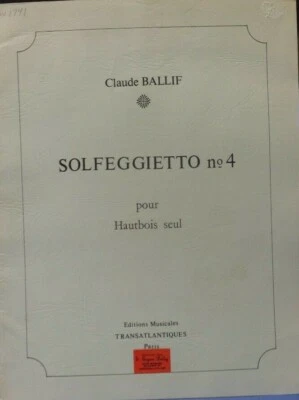 Claude BALLIF
SOLFEGGIETTO nº 4
pour
Hautbois seul
Editions Musicales
TRANSATLANTIQUES
Paris